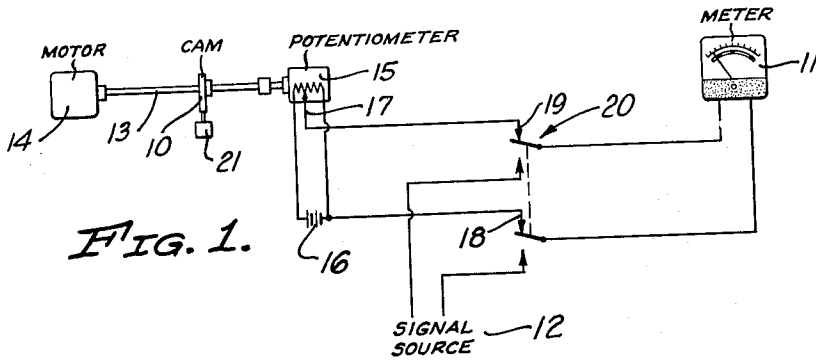 METER
POTENTIOMETER
CAM
MOTOR
15
11
19
20
17
14
13
10
21
18
FIG. 1.
16
SIGNAL
SOURCE
12